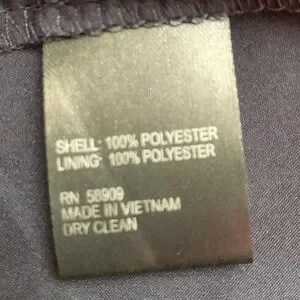 SHELL: 100% POLYESTER
LINING: 100% POLYESTER
RN 58909
MADE IN VIETNAM
DRY CLEAN